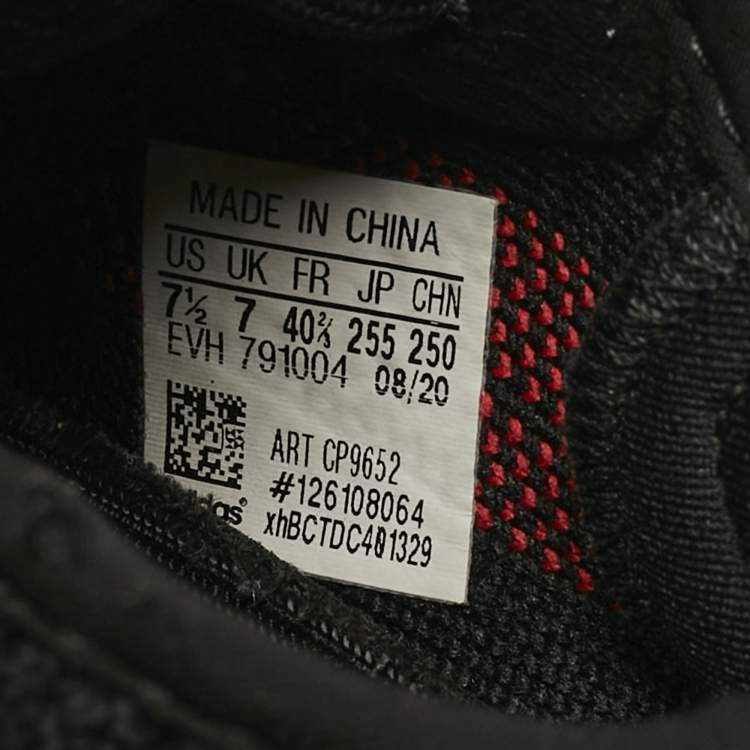 MADE IN CHINA
US UK FR JP CHN
7½ 7 40⅔ 255 250
EVH 791004 08/20
ART CP9652
#126108064